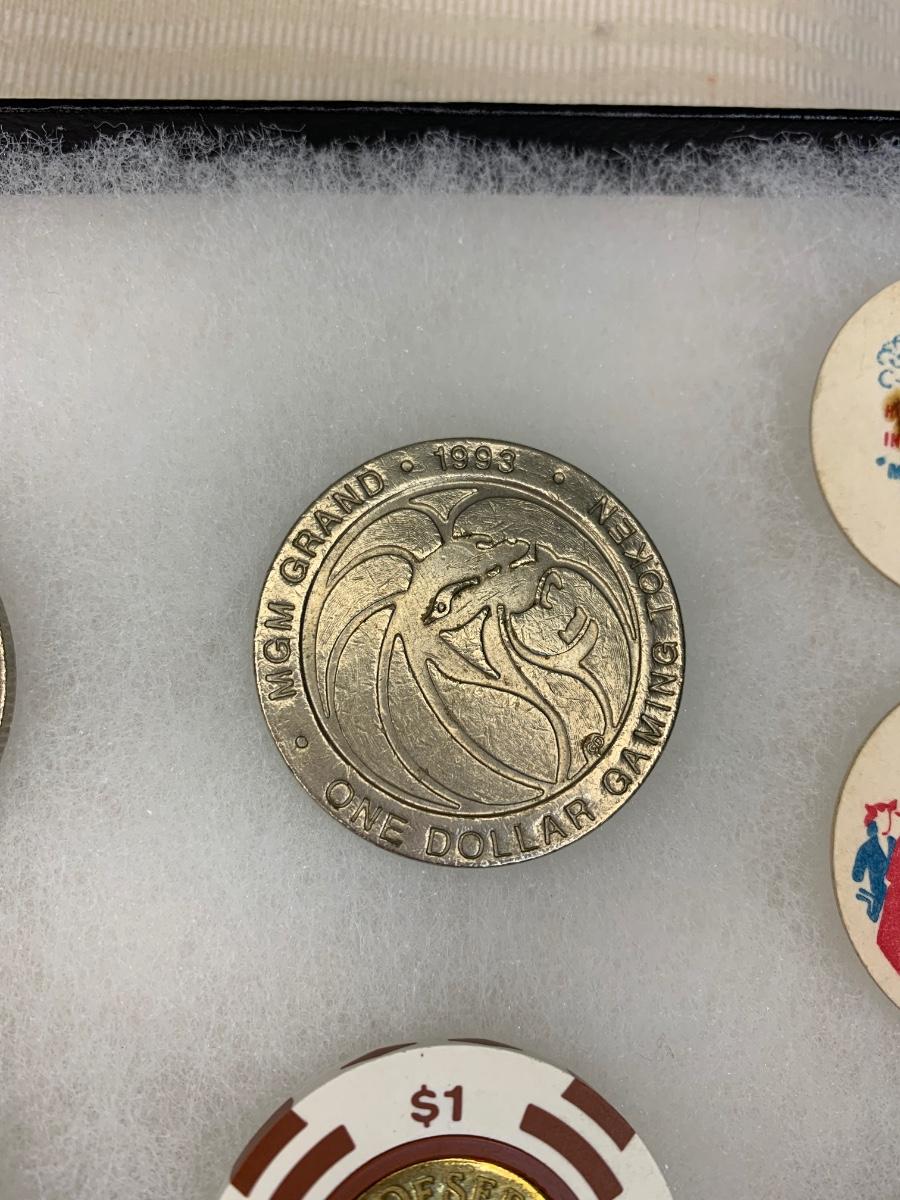 MGM GRAND • 1993 •
ONE DOLLAR GAMING TOKEN
®
$1